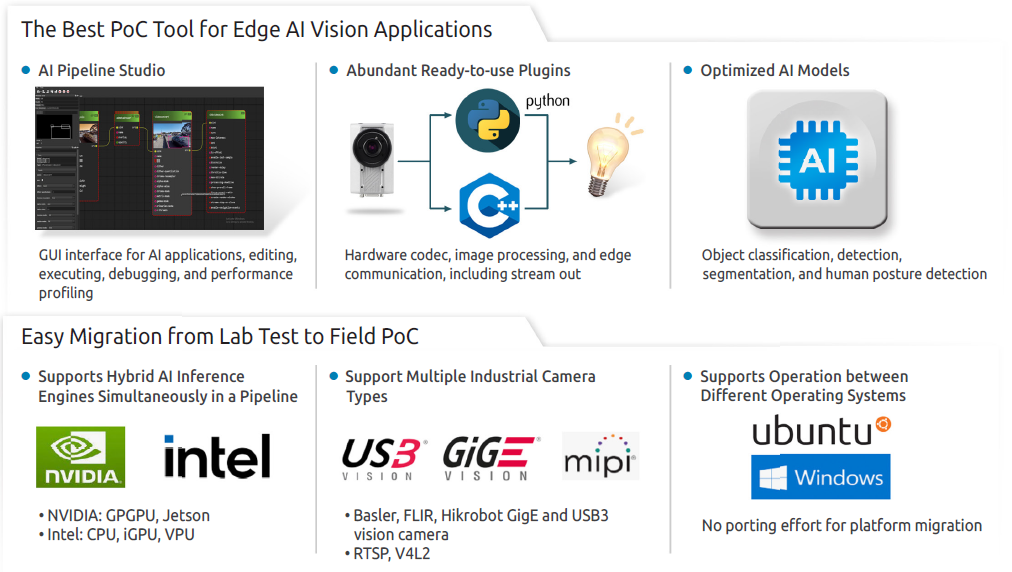 The Best PoC Tool for Edge AI Vision Applications
AI Pipeline Studio
GUI interface for AI applications, editing,
executing, debugging, and performance
profiling
Abundant Ready-to-use Plugins
python
C++
Hardware codec, image processing, and edge
communication, including stream out
Optimized AI Models
AI
Object classification, detection,
segmentation, and human posture detection
Easy Migration from Lab Test to Field PoC
• Supports Hybrid AI Inference
Engines Simultaneously in a Pipeline
NVIDIA
intel
• NVIDIA: GPGPU, Jetson
• Intel: CPU, iGPU, VPU
Support Multiple Industrial Camera
Types
USB3 VISION
GiGE VISION
mipi
• Basler, FLIR, Hikrobot GigE and USB3
vision camera
• RTSP, V4L2
Supports Operation between
Different Operating Systems
ubuntu
Windows
No porting effort for platform migration